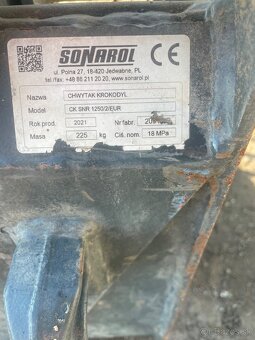 SONAROL CE
ul. Polna 27, 18-420 Jedwabne, PL
tel./fax. +48 86 211 20 20, www.sonarol.pl
Nazwa CHWYTAK KROKODYL
Model CK SNR 1250/2/EUR
Rok prod. 2021 Nr fabr.
Masa 225 kg Ciś. nom. 18 MPa